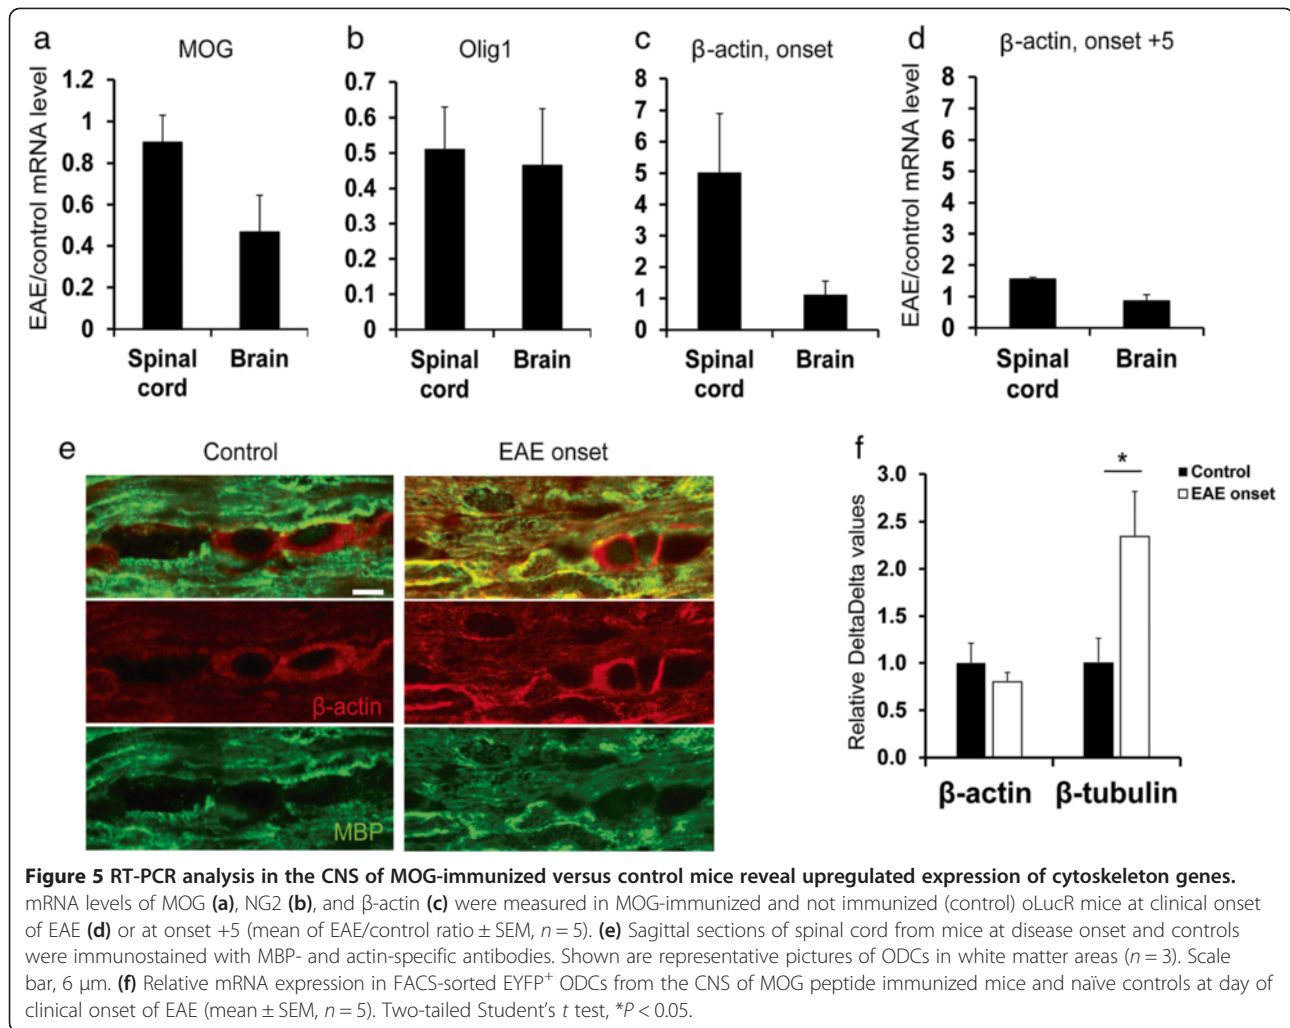 a
MOG
EAE/control mRNA level
1.2
1
0.8
0.6
0.4
0.2
0
Spinal cord
Brain
b
Olig1
0.7
0.6
0.5
0.4
0.3
0.2
0.1
0
Spinal cord
Brain
c
β-actin, onset
8
7
6
5
4
3
2
1
0
Spinal cord
Brain
d
β-actin, onset +5
EAE/control mRNA level
8
7
6
5
4
3
2
1
0
Spinal cord
Brain
e
Control
EAE onset
β-actin
MBP
f
Relative DeltaDelta values
3.0
2.5
2.0
1.5
1.0
0.5
0.0
*
Control
EAE onset
β-actin
β-tubulin
Figure 5 RT-PCR analysis in the CNS of MOG-immunized versus control mice reveal upregulated expression of cytoskeleton genes.
mRNA levels of MOG (a), NG2 (b), and β-actin (c) were measured in MOG-immunized and not immunized (control) oLucR mice at clinical onset
of EAE (d) or at onset +5 (mean of EAE/control ratio ± SEM, n = 5). (e) Sagittal sections of spinal cord from mice at disease onset and controls
were immunostained with MBP- and actin-specific antibodies. Shown are representative pictures of ODCs in white matter areas (n = 3). Scale
bar, 6 μm. (f) Relative mRNA expression in FACS-sorted EYFP⁺ ODCs from the CNS of MOG peptide immunized mice and naïve controls at day of
clinical onset of EAE (mean ± SEM, n = 5). Two-tailed Student's t test, *P < 0.05.